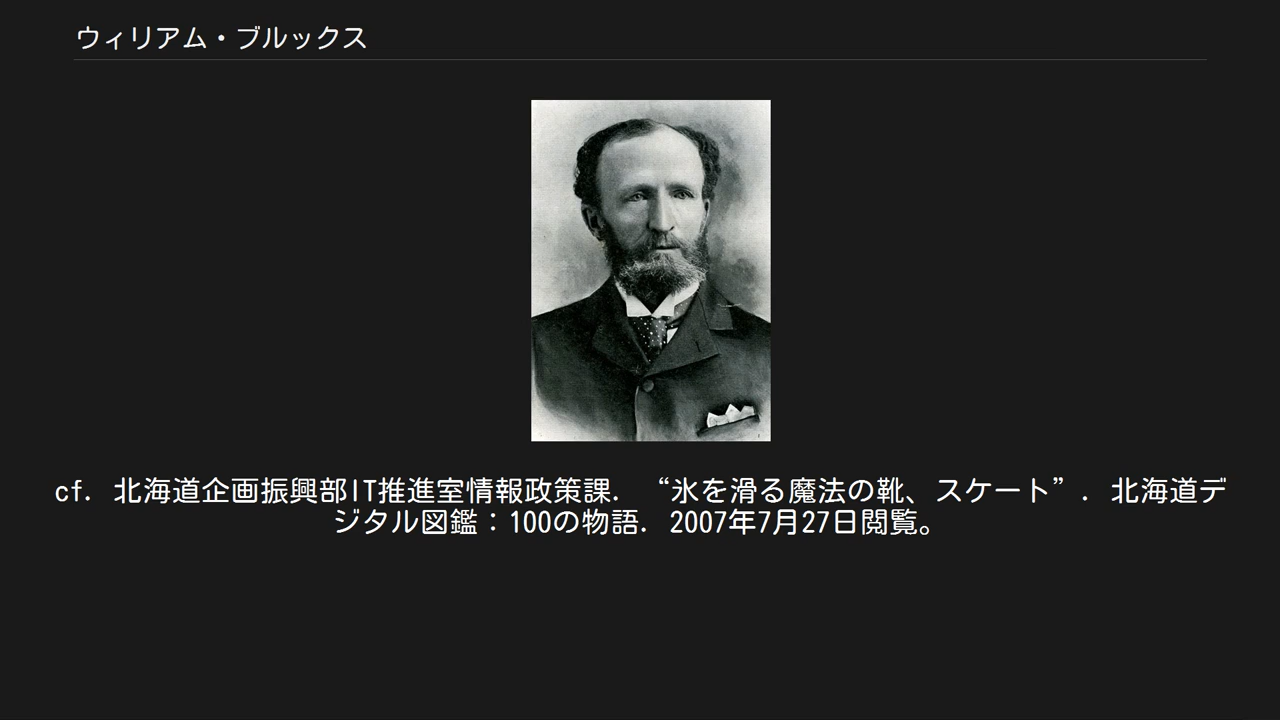 ウィリアム・ブルックス
cf. 北海道企画振興部IT推進室情報政策課. “氷を滑る魔法の靴、スケート”. 北海道デ
ジタル図鑑：100の物語. 2007年7月27日閲覧。